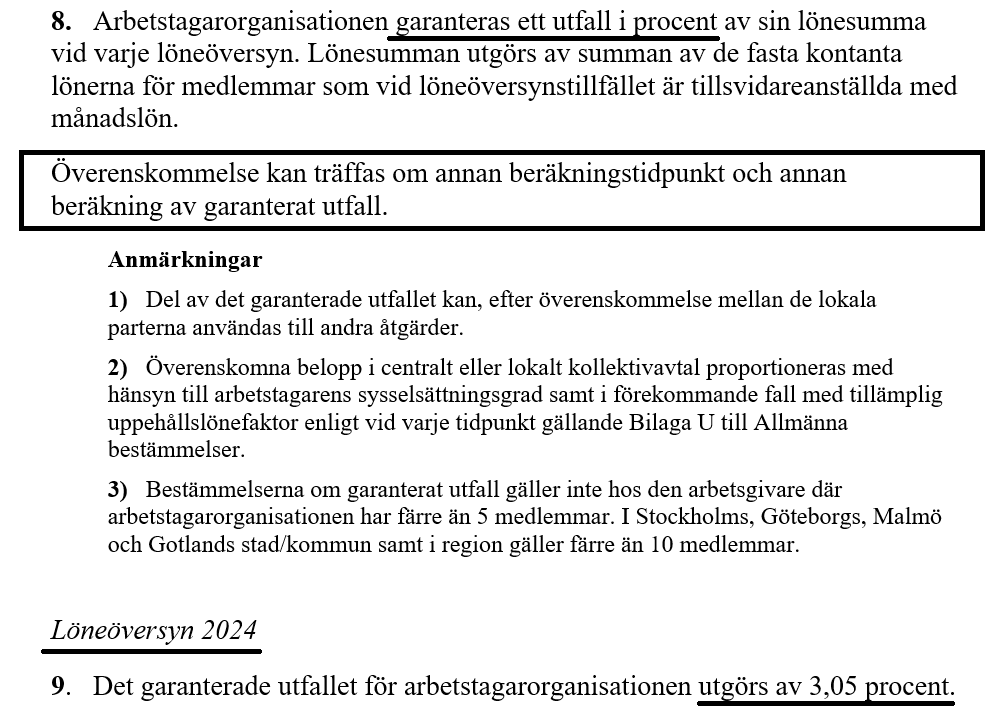 8. Arbetstagarorganisationen garanteras ett utfall i procent av sin lönesumma
vid varje löneöversyn. Lönesumman utgörs av summan av de fasta kontanta
lönerna för medlemmar som vid löneöversynstillfället är tillsvidareanställda med
månadslön.
Överenskommelse kan träffas om annan beräkningstidpunkt och annan
beräkning av garanterat utfall.
Anmärkningar
1) Del av det garanterade utfallet kan, efter överenskommelse mellan de lokala
parterna användas till andra åtgärder.
2) Överenskomna belopp i centralt eller lokalt kollektivavtal proportioneras med
hänsyn till arbetstagarens sysselsättningsgrad samt i förekommande fall med tillämplig
uppehållslönefaktor enligt vid varje tidpunkt gällande Bilaga U till Allmänna
bestämmelser.
3) Bestämmelserna om garanterat utfall gäller inte hos den arbetsgivare där
arbetstagarorganisationen har färre än 5 medlemmar. I Stockholms, Göteborgs, Malmö
och Gotlands stad/kommun samt i region gäller färre än 10 medlemmar.
Löneöversyn 2024
9. Det garanterade utfallet för arbetstagarorganisationen utgörs av 3,05 procent.